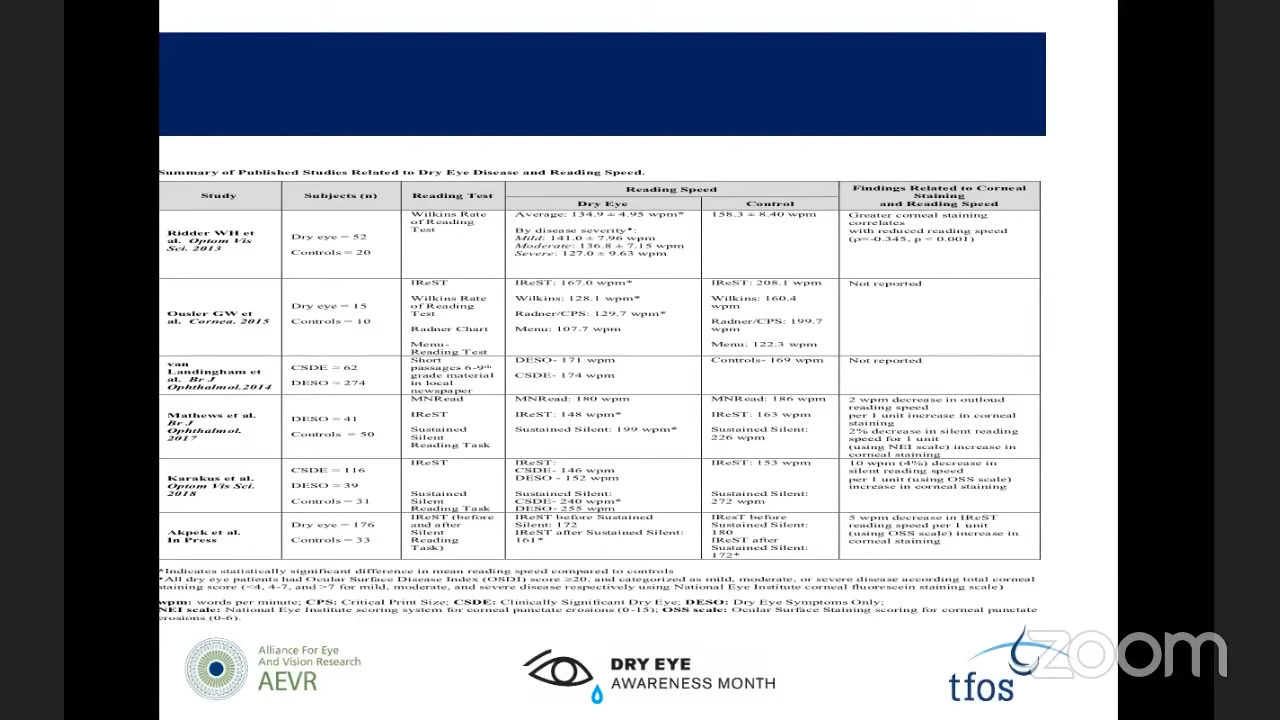 Summary of Published Studies Related to Dry Eye Disease and Reading Speed.
Study
Subjects (n)
Reading Test
Reading Speed
Dry Eye
Control
Findings Related to Corneal
Staining
and Reading Speed
Ridder WH et
al. Optom Vis
Sci. 2013
Dry eye = 52
Controls = 20
Wilkins Rate
of Reading
Test
Average: 134.9 ± 4.95 wpm*
By disease severity*:
Mild: 141.0 ± 7.96 wpm
Moderate: 136.8 ± 7.15 wpm
Severe: 127.0 ± 9.63 wpm
158.3 ± 8.40 wpm
Greater corneal staining
correlates
with reduced reading speed
(ρ=-0.345, p < 0.001)
Ousler GW et
al. Cornea. 2015
Dry eye = 15
Controls = 10
IReST
Wilkins Rate
of Reading
Test
Radner Chart
Menu-
Reading Test
IReST: 167.0 wpm*
Wilkins: 128.1 wpm*
Radner/CPS: 129.7 wpm*
Menu: 107.7 wpm
IReST: 208.1 wpm
Wilkins: 160.4
wpm
Radner/CPS: 199.7
wpm
Menu: 122.3 wpm
Not reported
van
Landingham et
al. Br J
Ophthalmol.2014
CSDE = 62
DESO = 274
Short
passages 6-9th
grade material
in local
newspaper
DESO- 171 wpm
CSDE- 174 wpm
Controls- 169 wpm
Not reported
Mathews et al.
Br J
Ophthalmol.
2017
DESO = 41
Controls = 50
MNRead
IReST
Sustained
Silent
Reading Task
MNRead: 180 wpm
IReST: 148 wpm*
Sustained Silent: 199 wpm*
MNRead: 186 wpm
IReST: 163 wpm
Sustained Silent:
226 wpm
2 wpm decrease in outloud
reading speed
per 1 unit increase in corneal
staining
2% decrease in silent reading
speed for 1 unit
(using NEI scale) increase in
corneal staining
Karakus et al.
Optom Vis Sci.
2018
CSDE = 116
DESO = 39
Controls = 31
IReST
Sustained
Silent
Reading Task
IReST:
CSDE- 146 wpm
DESO - 152 wpm
Sustained Silent:
CSDE- 240 wpm*
DESO- 255 wpm
IReST: 153 wpm
Sustained Silent:
272 wpm
10 wpm (4%) decrease in
silent reading speed
per 1 unit (using OSS scale)
increase in corneal staining
Akpek et al.
In Press
Dry eye = 176
Controls = 33
IReST (before
and after
Silent
Reading
Task)
IReST before Sustained
Silent: 172
IReST after Sustained Silent:
161*
IResT before
Sustained Silent:
180
IReST after
Sustained Silent:
172*
5 wpm decrease in IReST
reading speed per 1 unit
(using OSS scale) increase in
corneal staining
*Indicates statistically significant difference in mean reading speed compared to controls
*All dry eye patients had Ocular Surface Disease Index (OSDI) score ≥20, and categorized as mild, moderate, or severe disease according total corneal
staining score (<4, 4-7, and >7 for mild, moderate, and severe disease respectively using National Eye Institute corneal fluorescein staining scale)
wpm: words per minute; CPS: Critical Print Size; CSDE: Clinically Significant Dry Eye; DESO: Dry Eye Symptoms Only;
NEI scale: National Eye Institute scoring system for corneal punctate erosions (0-15); OSS scale: Ocular Surface Staining scoring for corneal punctate
erosions (0-6).
Alliance For Eye
And Vision Research
AEVR
DRY EYE
AWARENESS MONTH
tfos
zoom